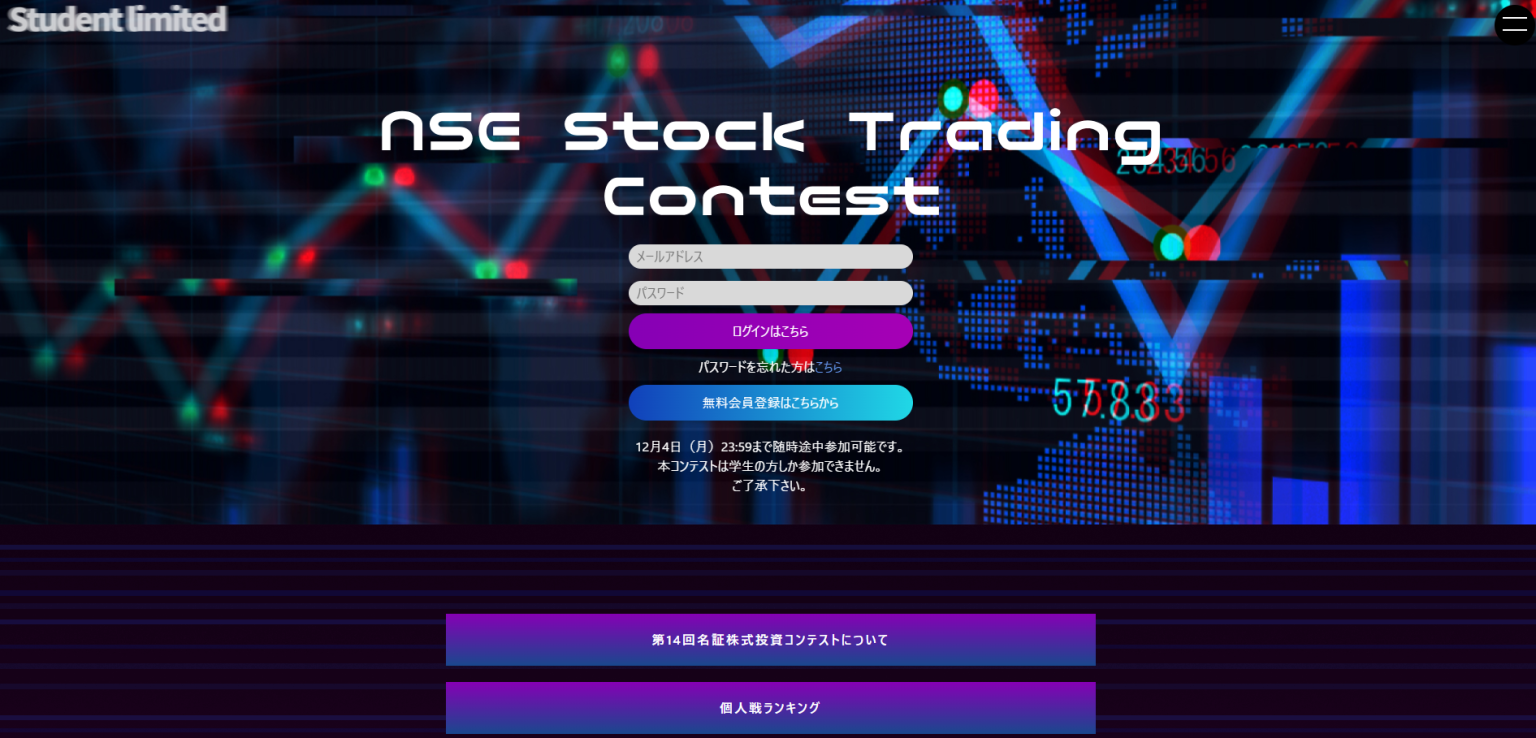 Student limited
NSE Stock Trading
Contest
メールアドレス
パスワード
ログインはこちら
パスワードを忘れた方はこちら
無料会員登録はこちらから
57.83
12月4日（月）23:59まで随時途中参加可能です。
本コンテストは学生の方しか参加できません。
ご了承下さい。
第14回名証株式投資コンテストについて
個人戦ランキング